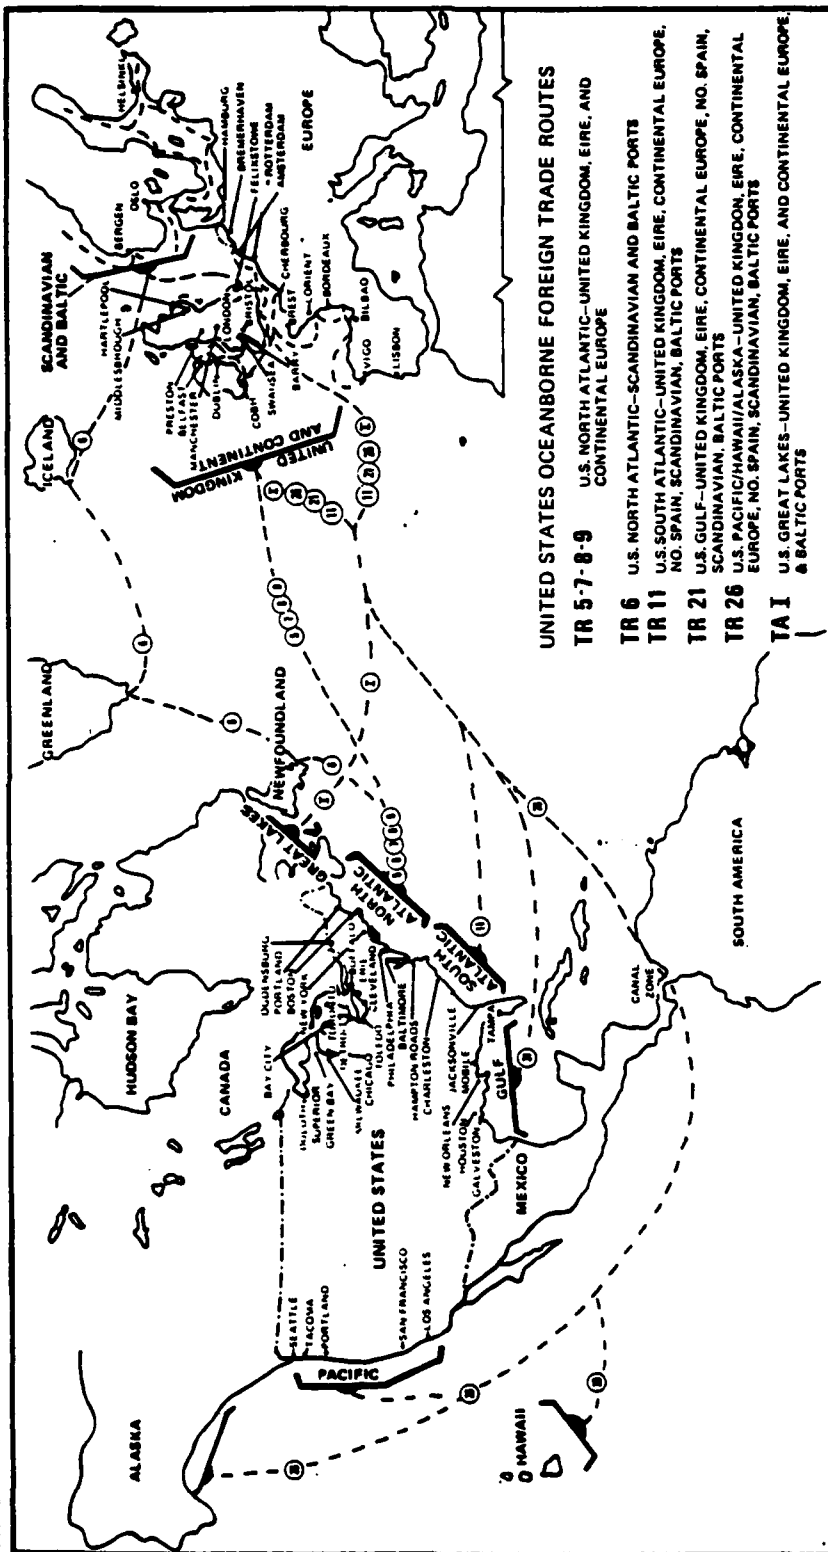 ALASKA
HAWAII
PACIFIC
SEATTLE
TACOMA
PORTLAND
SAN FRANCISCO
LOS ANGELES
UNITED STATES
MEXICO
CANADA
HUDSON BAY
BAY CITY
SUPERIOR
GREEN BAY
MILWAUKEE
CHICAGO
TOLEDO
CLEVELAND
OGDENSBURG
PORTLAND
BOSTON
NEW YORK
PHILADELPHIA
BALTIMORE
HAMPTON ROADS
CHARLESTON
JACKSONVILLE
TAMPA
MOBILE
NEW ORLEANS
HOUSTON
GALVESTON
GULF
SOUTH
ATLANTIC
NORTH
ATLANTIC
GREAT LAKES
NEWFOUNDLAND
GREENLAND
ICELAND
CANAL
ZONE
SOUTH AMERICA
UNITED
KINGDOM
AND CONTINENT
SCANDINAVIAN
AND BALTIC
HARTLEPOOL
MIDDLESBROUGH
PRESTON
BELFAST
MANCHESTER
DUBLIN
COBH
SWANSEA
BARRY
BRISTOL
LONDON
BERGEN
OSLO
HELSINKI
HAMBURG
BREMERHAVEN
FELIXSTONE
ROTTERDAM
AMSTERDAM
EUROPE
CHERBOURG
BREST
LORIENT
BORDEAUX
BILBAO
VIGO
LISBON
UNITED STATES OCEANBORNE FOREIGN TRADE ROUTES
TR 5-7-8-9 U.S. NORTH ATLANTIC–UNITED KINGDOM, EIRE, AND
CONTINENTAL EUROPE
TR 6 U.S. NORTH ATLANTIC–SCANDINAVIAN AND BALTIC PORTS
TR 11 U.S. SOUTH ATLANTIC–UNITED KINGDOM, EIRE, CONTINENTAL EUROPE,
NO. SPAIN, SCANDINAVIAN, BALTIC PORTS
TR 21 U.S. GULF–UNITED KINGDOM, EIRE, CONTINENTAL EUROPE, NO. SPAIN,
SCANDINAVIAN, BALTIC PORTS
TR 26 U.S. PACIFIC/HAWAII/ALASKA–UNITED KINGDOM, EIRE, CONTINENTAL
EUROPE, NO. SPAIN, SCANDINAVIAN, BALTIC PORTS
TA I U.S. GREAT LAKES–UNITED KINGDOM, EIRE, AND CONTINENTAL EUROPE,
& BALTIC PORTS